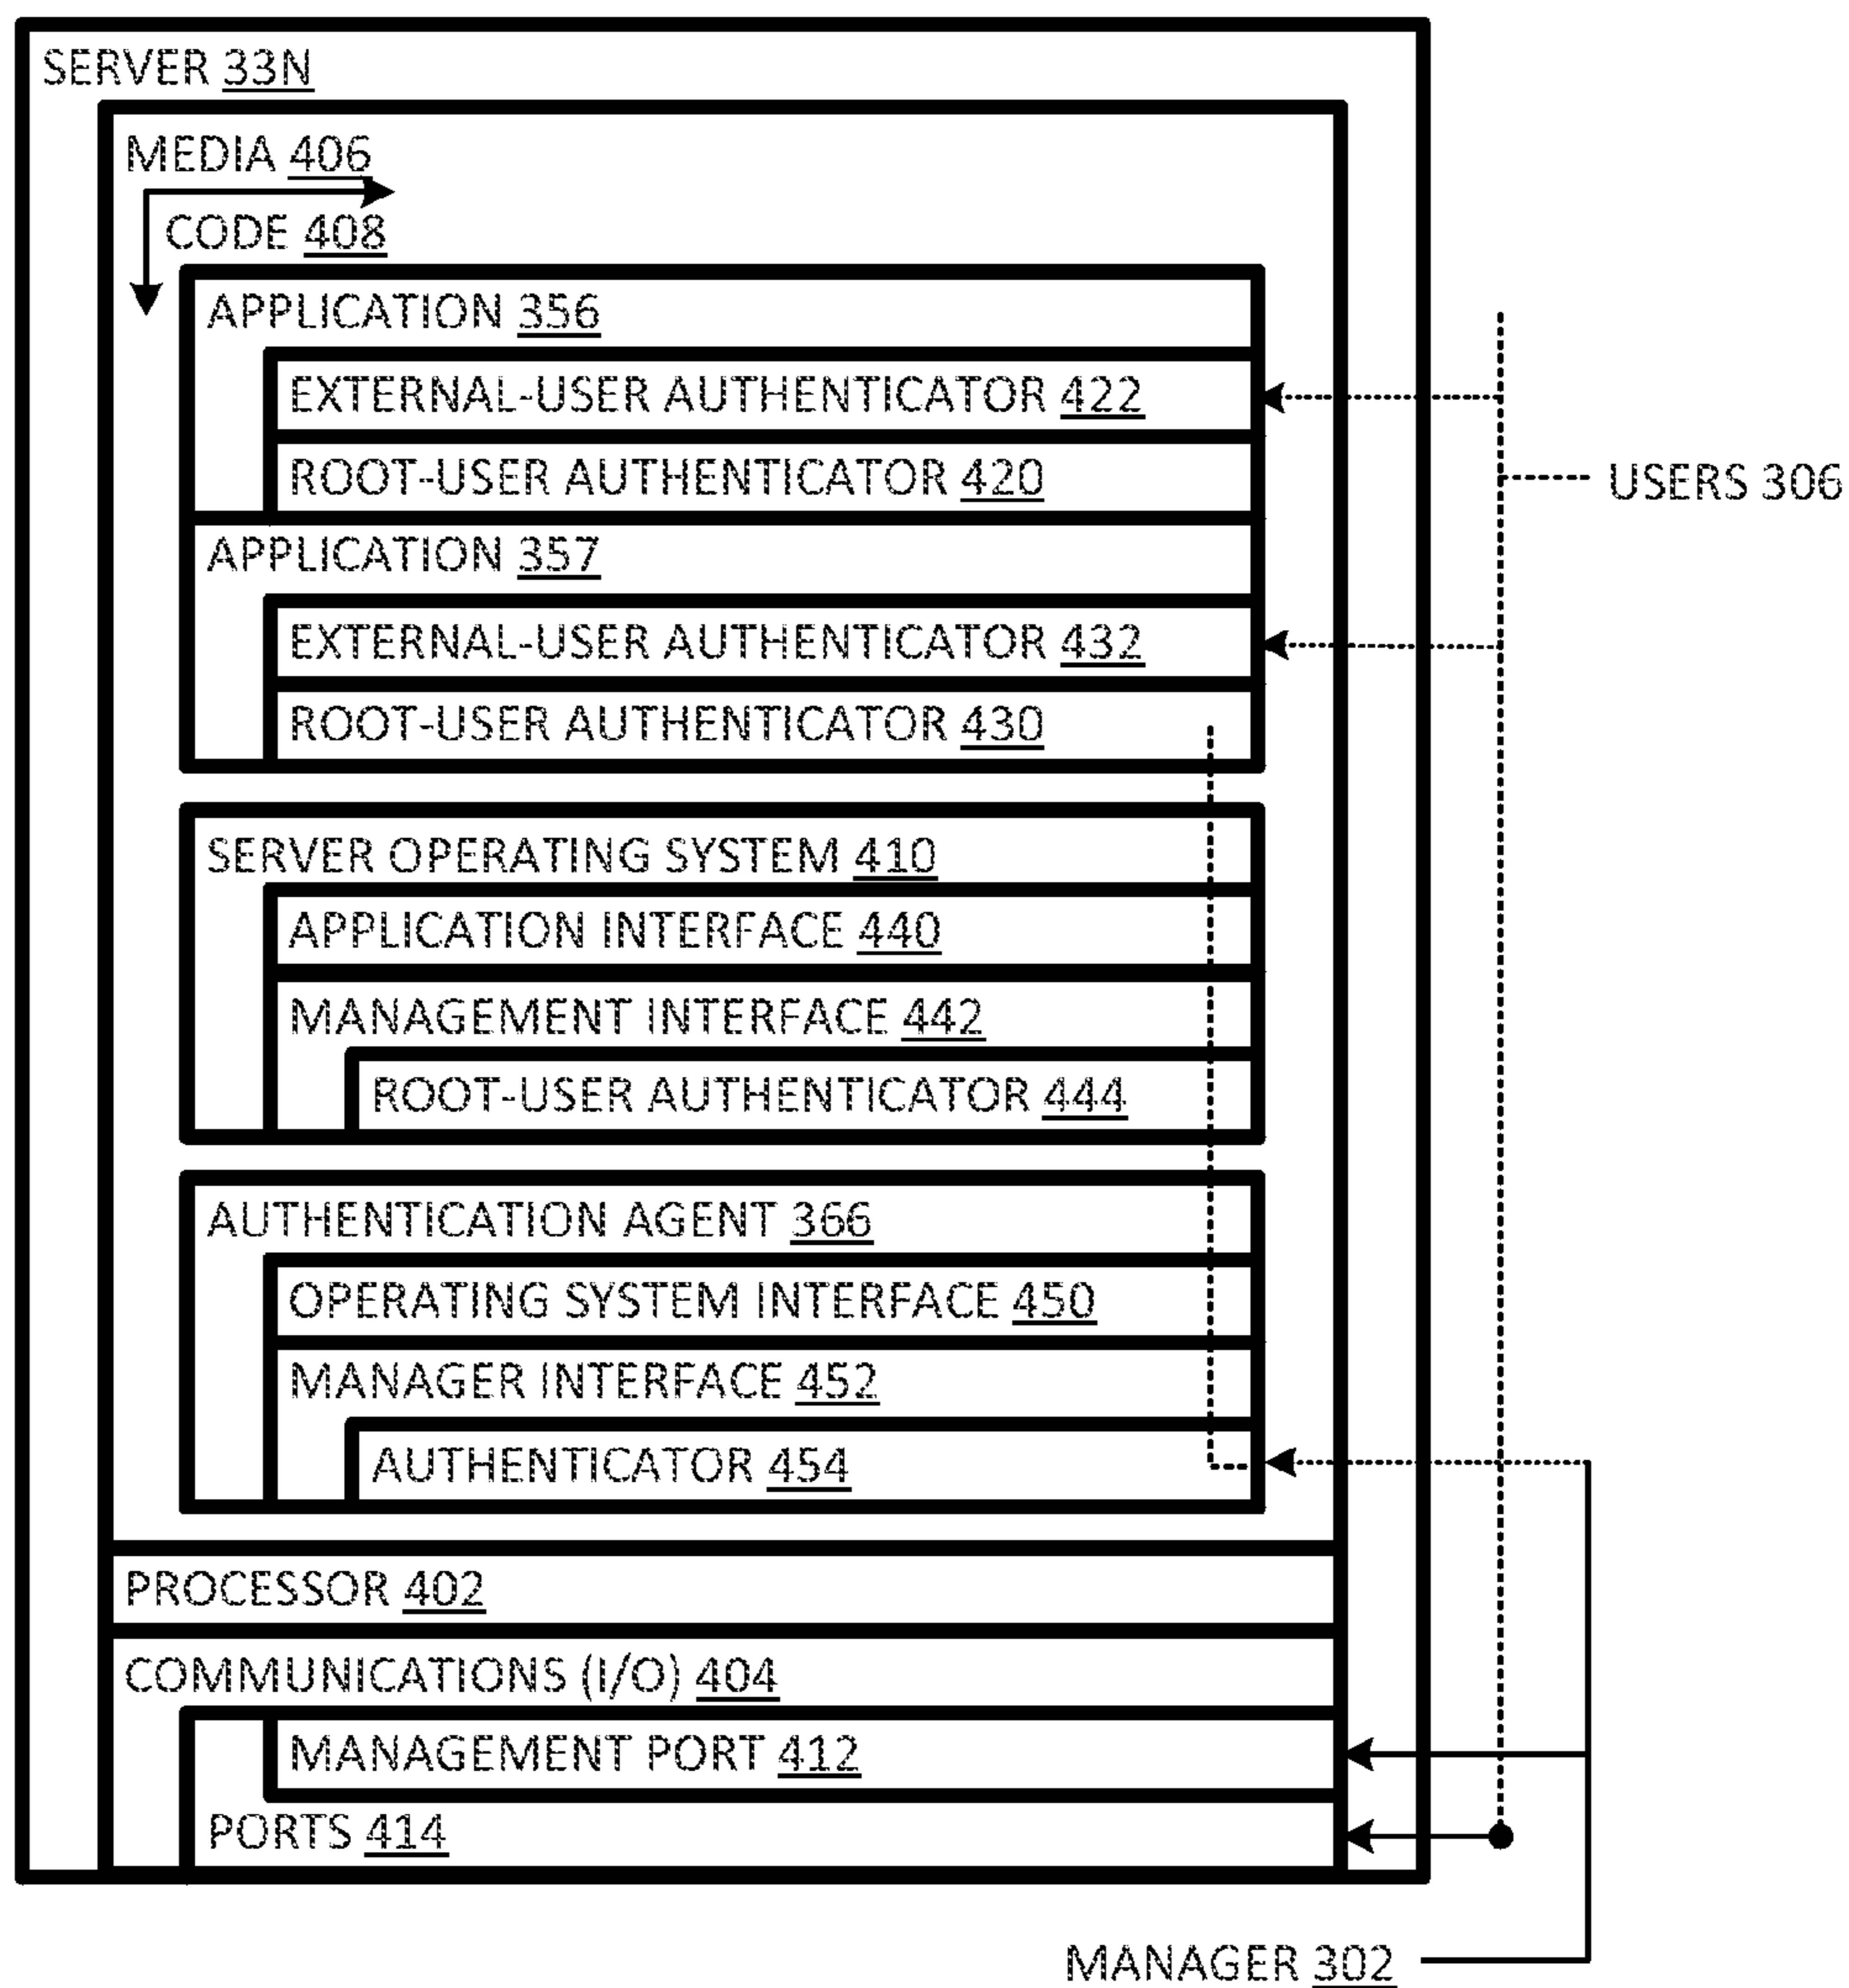 SERVER 33N
MEDIA 406
CODE 408
APPLICATION 356
EXTERNAL-USER AUTHENTICATOR 422
ROOT-USER AUTHENTICATOR 420
USERS 306
APPLICATION 357
EXTERNAL-USER AUTHENTICATOR 432
ROOT-USER AUTHENTICATOR 430
SERVER OPERATING SYSTEM 410
APPLICATION INTERFACE 440
MANAGEMENT INTERFACE 442
ROOT-USER AUTHENTICATOR 444
AUTHENTICATION AGENT 366
OPERATING SYSTEM INTERFACE 450
MANAGER INTERFACE 452
AUTHENTICATOR 454
PROCESSOR 402
COMMUNICATIONS (I/O) 404
MANAGEMENT PORT 412
PORTS 414
MANAGER 302